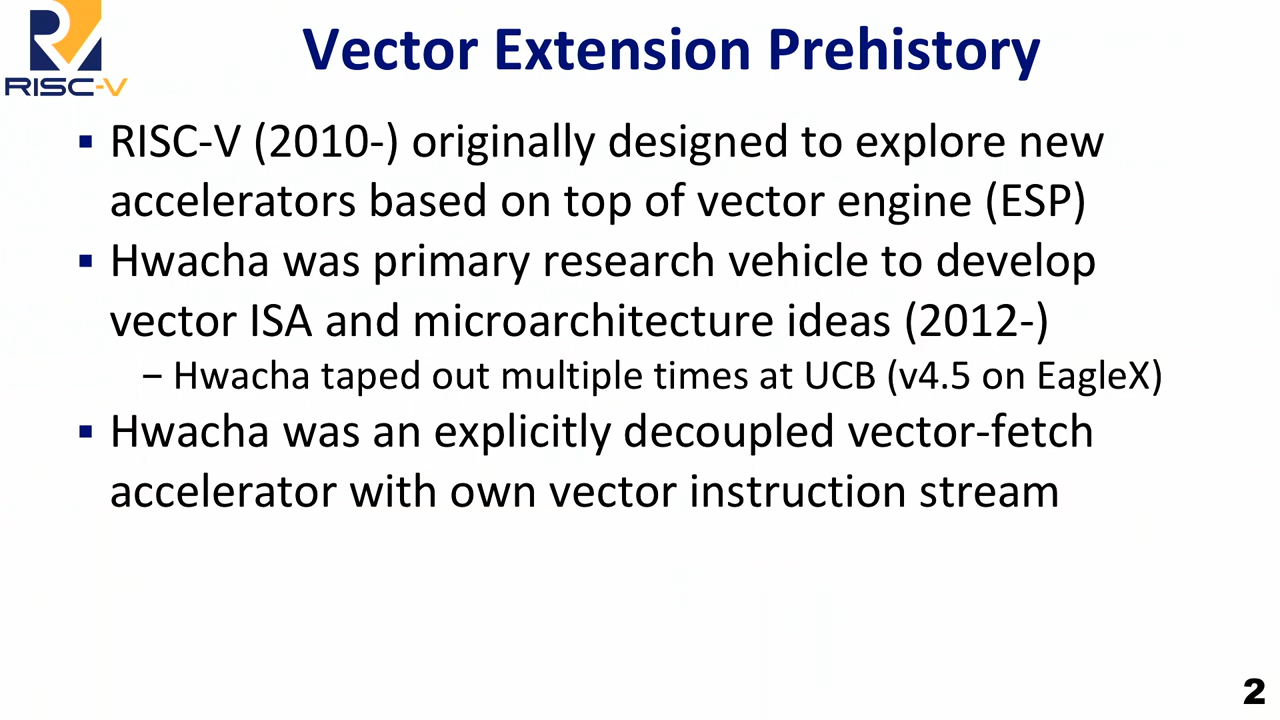 RISC-V
Vector Extension Prehistory
▪ RISC-V (2010-) originally designed to explore new
accelerators based on top of vector engine (ESP)
▪ Hwacha was primary research vehicle to develop
vector ISA and microarchitecture ideas (2012-)
– Hwacha taped out multiple times at UCB (v4.5 on EagleX)
▪ Hwacha was an explicitly decoupled vector-fetch
accelerator with own vector instruction stream
2